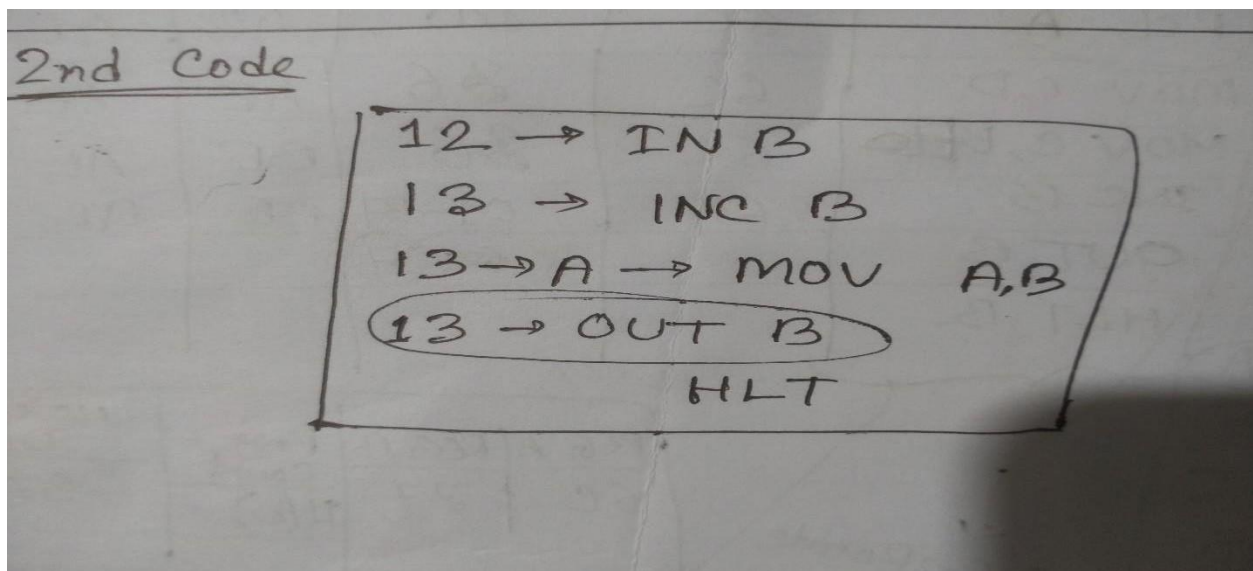 2nd Code
12 → IN B
13 → INC B
13 → A → MOV A,B
13 → OUT B
HLT